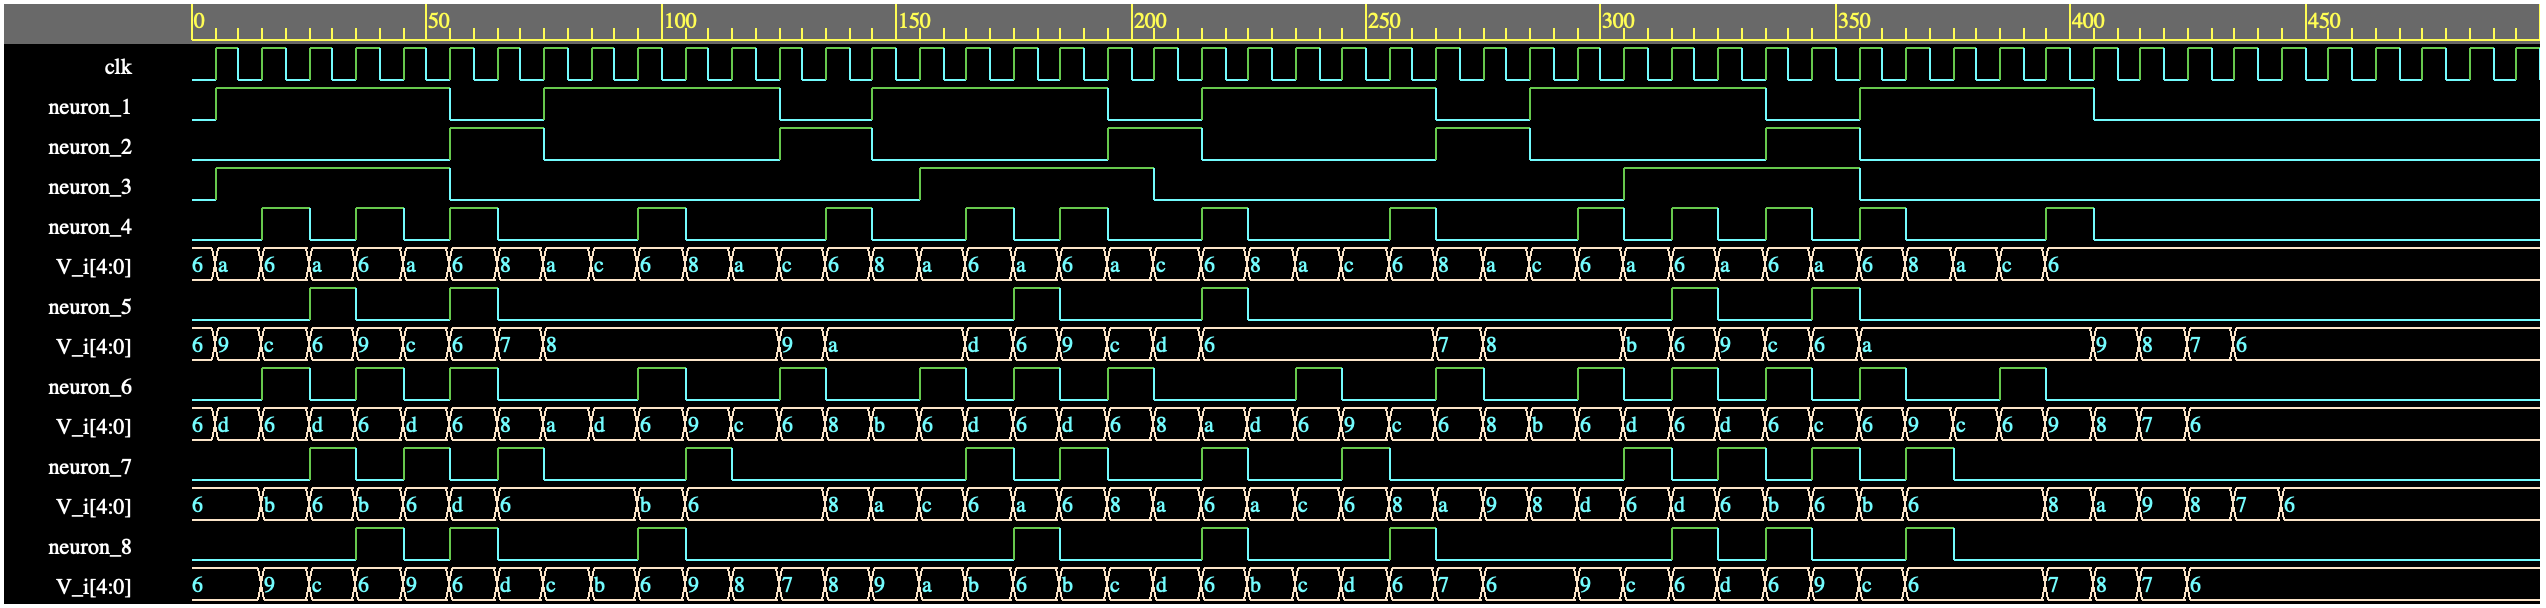 0 50 100 150 200 250 300 350 400 450
clk
neuron_1
neuron_2
neuron_3
neuron_4
V_i[4:0] 6 a 6 a 6 a 6 8 a c 6 8 a c 6 8 a 6 a 6 a c 6 8 a c 6 8 a c 6 a 6 a 6 a 6 8 a c 6
neuron_5
V_i[4:0] 6 9 c 6 9 c 6 7 8 9 a d 6 9 c d 6 7 8 b 6 9 c 6 a 9 8 7 6
neuron_6
V_i[4:0] 6 d 6 d 6 d 6 8 a d 6 9 c 6 8 b 6 d 6 d 6 8 a d 6 9 c 6 8 b 6 d 6 d 6 c 6 9 c 6 9 8 7 6
neuron_7
V_i[4:0] 6 b 6 b 6 d 6 b 6 8 a c 6 a 6 8 a 6 a c 6 8 a 9 8 d 6 d 6 b 6 b 6 8 a 9 8 7 6
neuron_8
V_i[4:0] 6 9 c 6 9 6 d c b 6 9 8 7 8 9 a b 6 b c d 6 b c d 6 7 6 9 c 6 d 6 9 c 6 7 8 7 6